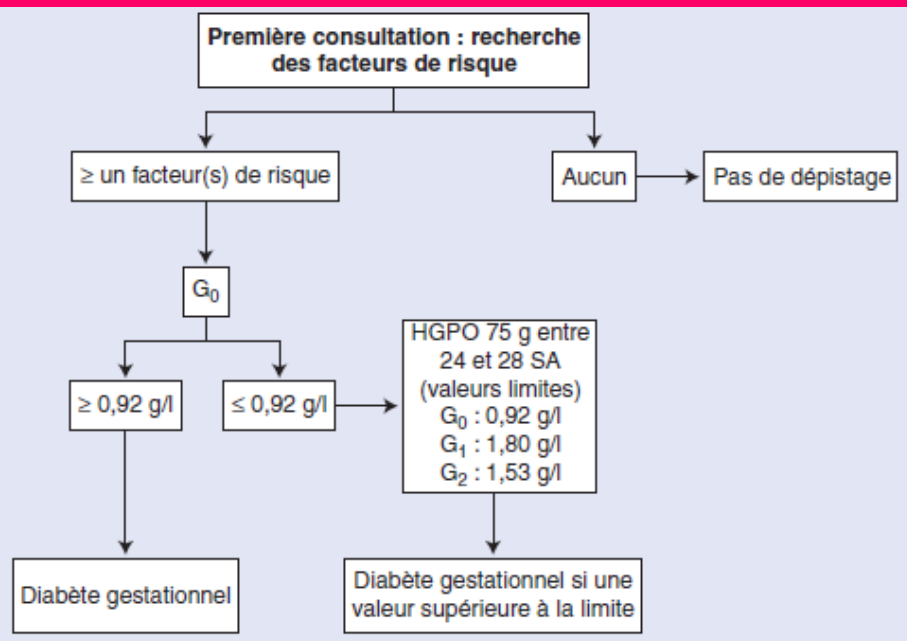 Première consultation : recherche
des facteurs de risque
≥ un facteur(s) de risque
Aucun
Pas de dépistage
G₀
≥ 0,92 g/l
≤ 0,92 g/l
HGPO 75 g entre
24 et 28 SA
(valeurs limites)
G₀ : 0,92 g/l
G₁ : 1,80 g/l
G₂ : 1,53 g/l
Diabète gestationnel
Diabète gestationnel si une
valeur supérieure à la limite